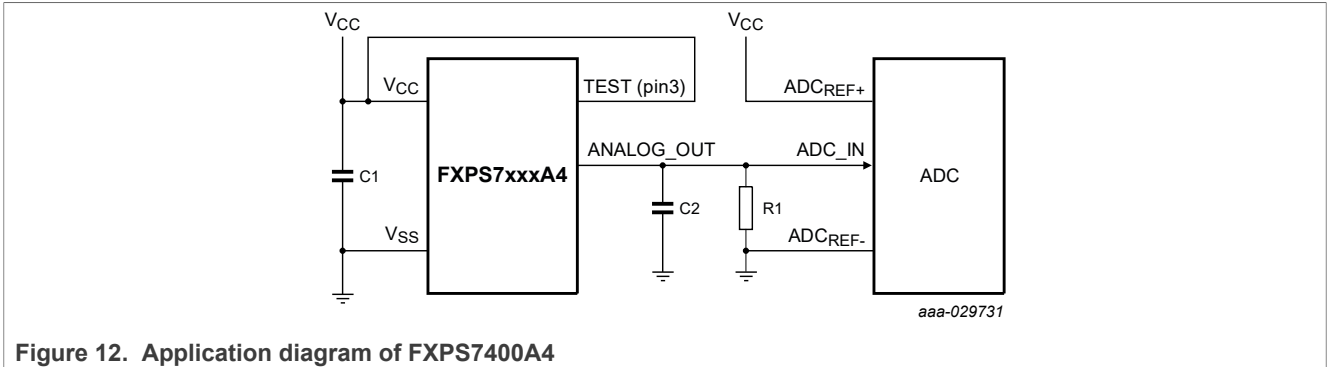 VCC
VCC
VCC
TEST (pin3)
ADCREF+
ANALOG_OUT
ADC_IN
C1
FXPS7xxxA4
ADC
C2
R1
VSS
ADCREF-
aaa-029731
Figure 12. Application diagram of FXPS7400A4